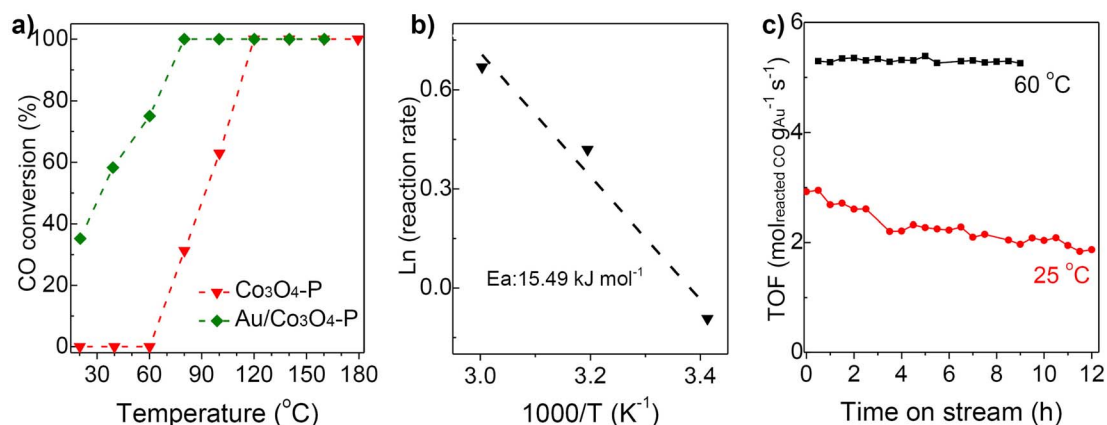 a)
CO conversion (%)
100
80
60
40
20
0
30 60 90 120 150 180
Temperature (°C)
Co₃O₄-P
Au/Co₃O₄-P
b)
Ln (reaction rate)
0.6
0.3
0.0
3.0 3.2 3.4
1000/T (K⁻¹)
Ea:15.49 kJ mol⁻¹
c)
TOF (mol_reacted CO g_Au⁻¹ s⁻¹)
6
4
2
0
0 2 4 6 8 10 12
Time on stream (h)
60 °C
25 °C